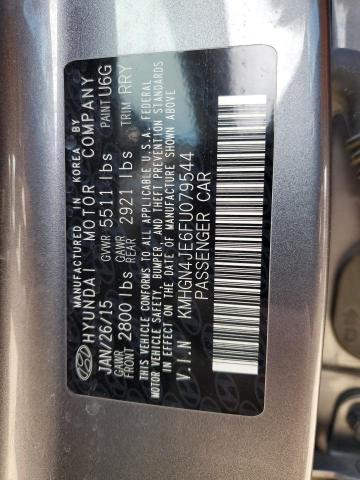 MANUFACTURED IN KOREA BY
HYUNDAI MOTOR COMPANY
JAN/26/15 GVWR 5511 lbs PAINT U6G
GAWR FRONT 2800 lbs GAWR REAR 2921 lbs TRIM RRY
THIS VEHICLE CONFORMS TO ALL APPLICABLE U.S.A. FEDERAL
MOTOR VEHICLE SAFETY, BUMPER, AND THEFT PREVENTION STANDARDS
IN EFFECT ON THE DATE OF MANUFACTURE SHOWN ABOVE
V.I.N KMHGN4JE6FU079544
PASSENGER CAR